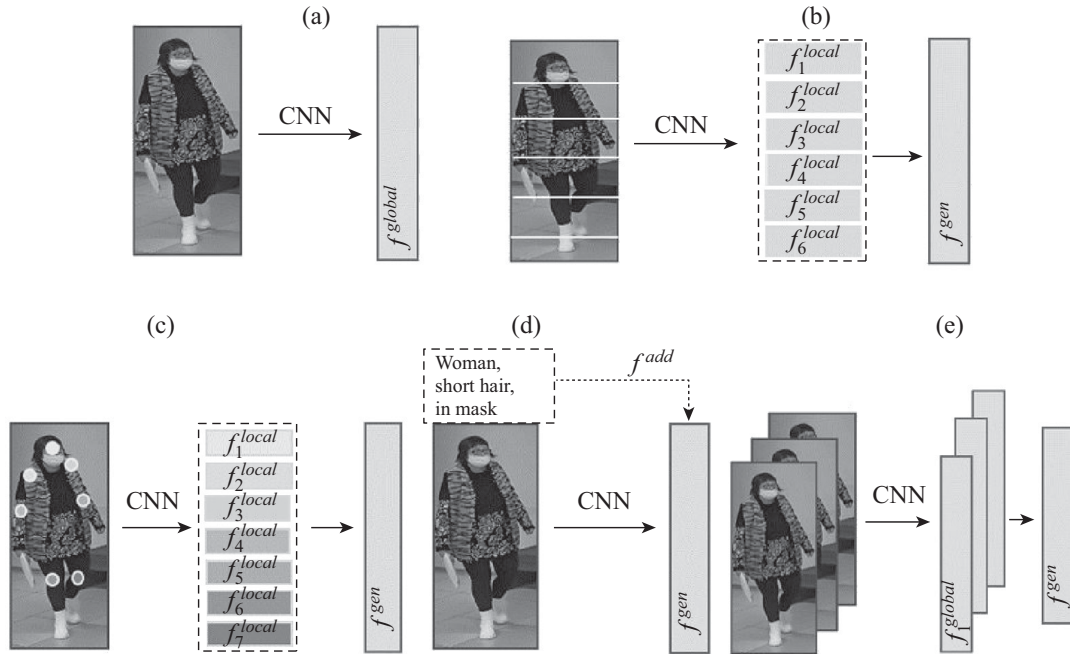 (a)
CNN
f^global
(b)
CNN
f_1^local
f_2^local
f_3^local
f_4^local
f_5^local
f_6^local
f^gen
(c)
CNN
f_1^local
f_2^local
f_3^local
f_4^local
f_5^local
f_6^local
f_7^local
f^gen
(d)
Woman,
short hair,
in mask
f^add
CNN
f^gen
(e)
CNN
f_1^global
f^gen